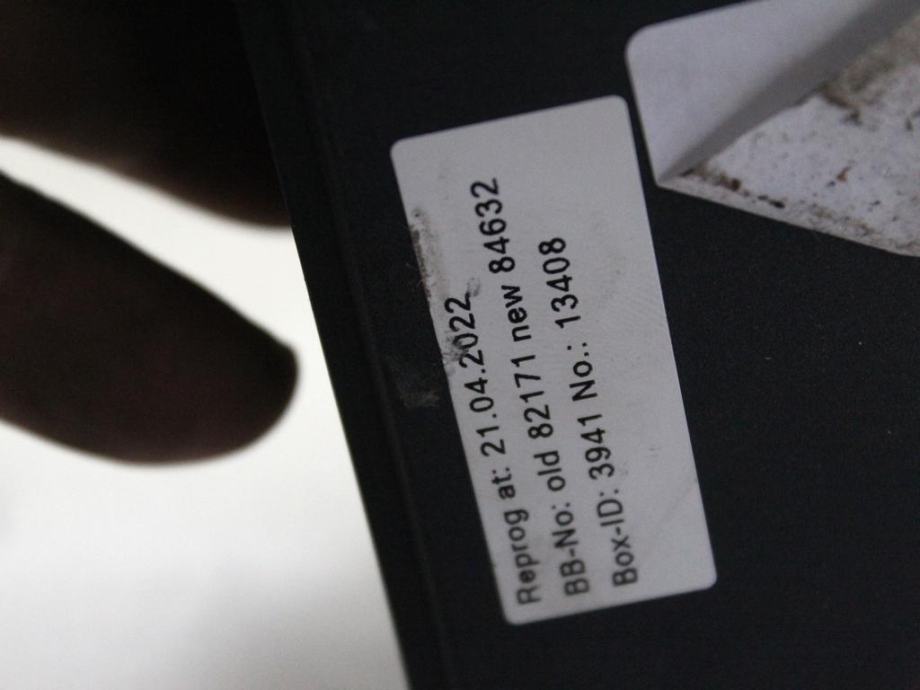 Reprog at: 21.04.2022
BB-No: old 82171 new 84632
Box-ID: 3941 No.: 13408